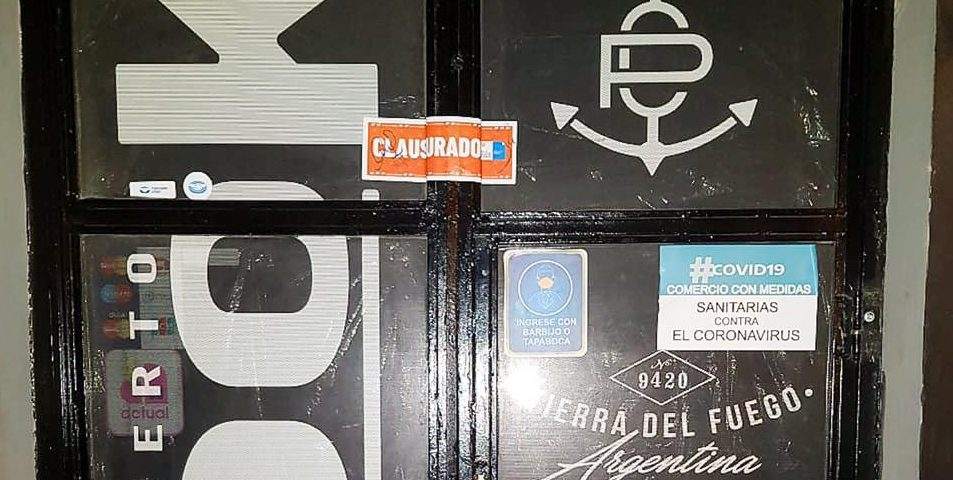 CLAUSURADO
ERTO
actual
INGRESE CON
BARBIJO O
TAPABOCA
#COVID19
COMERCIO CON MEDIDAS
SANITARIAS
CONTRA
EL CORONAVIRUS
Nº
9420
TIERRA DEL FUEGO
Argentina